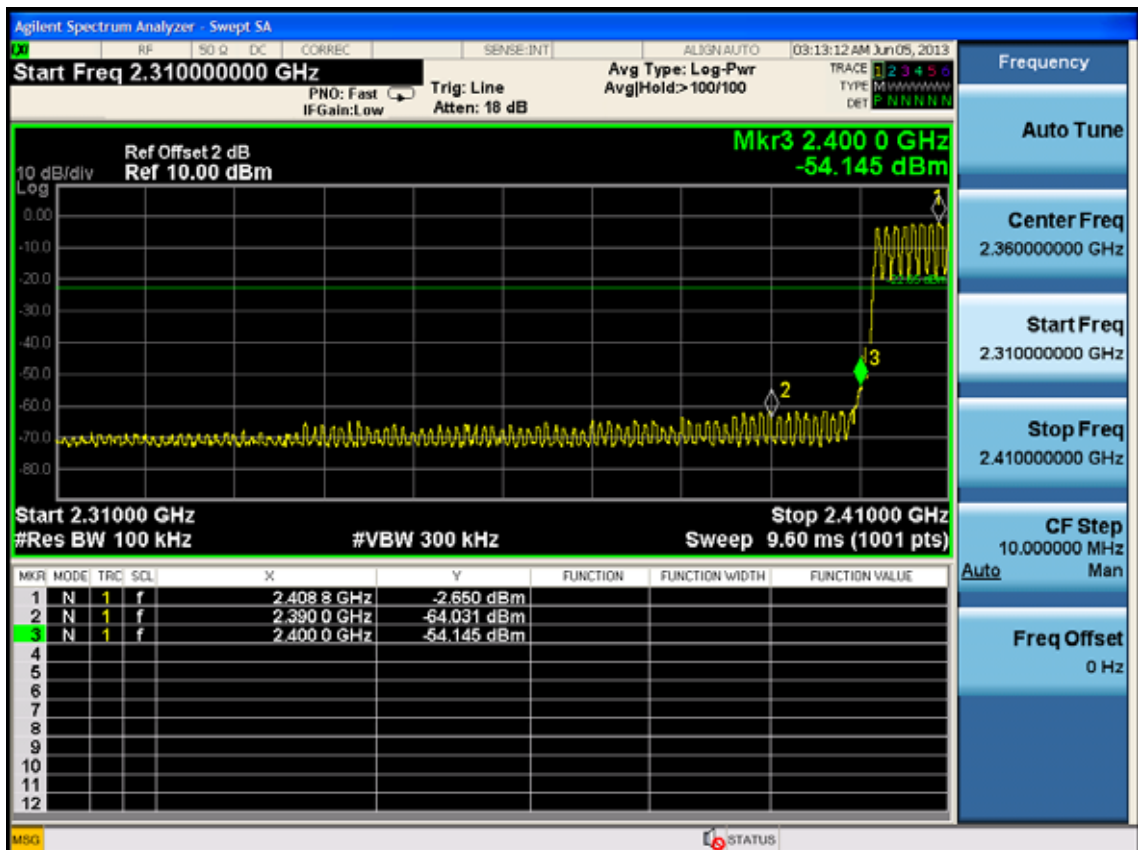 Agilent Spectrum Analyzer - Swept SA
RF 50 Ω DC CORREC SENSE:INT ALIGN AUTO 03:13:12 AM Jun 05, 2013
Start Freq 2.310000000 GHz
PNO: Fast
IFGain:Low
Trig: Line
Atten: 18 dB
Avg Type: Log-Pwr
Avg|Hold:> 100/100
TRACE 1 2 3 4 5 6
TYPE M
DET P N N N N N
Mkr3 2.400 0 GHz
-54.145 dBm
Ref Offset 2 dB
10 dB/div Ref 10.00 dBm
Log
0.00
-10.0
-20.0
-30.0
-40.0
-50.0
-60.0
-70.0
-80.0
1
2
3
-22.65 dBm
Start 2.31000 GHz Stop 2.41000 GHz
#Res BW 100 kHz #VBW 300 kHz Sweep 9.60 ms (1001 pts)
MKR MODE TRC SCL X Y FUNCTION FUNCTION WIDTH FUNCTION VALUE
1 N 1 f 2.408 8 GHz -2.650 dBm
2 N 1 f 2.390 0 GHz -64.031 dBm
3 N 1 f 2.400 0 GHz -54.145 dBm
4
5
6
7
8
9
10
11
12
MSG STATUS
Frequency
Auto Tune
Center Freq
2.360000000 GHz
Start Freq
2.310000000 GHz
Stop Freq
2.410000000 GHz
CF Step
10.000000 MHz
Auto Man
Freq Offset
0 Hz